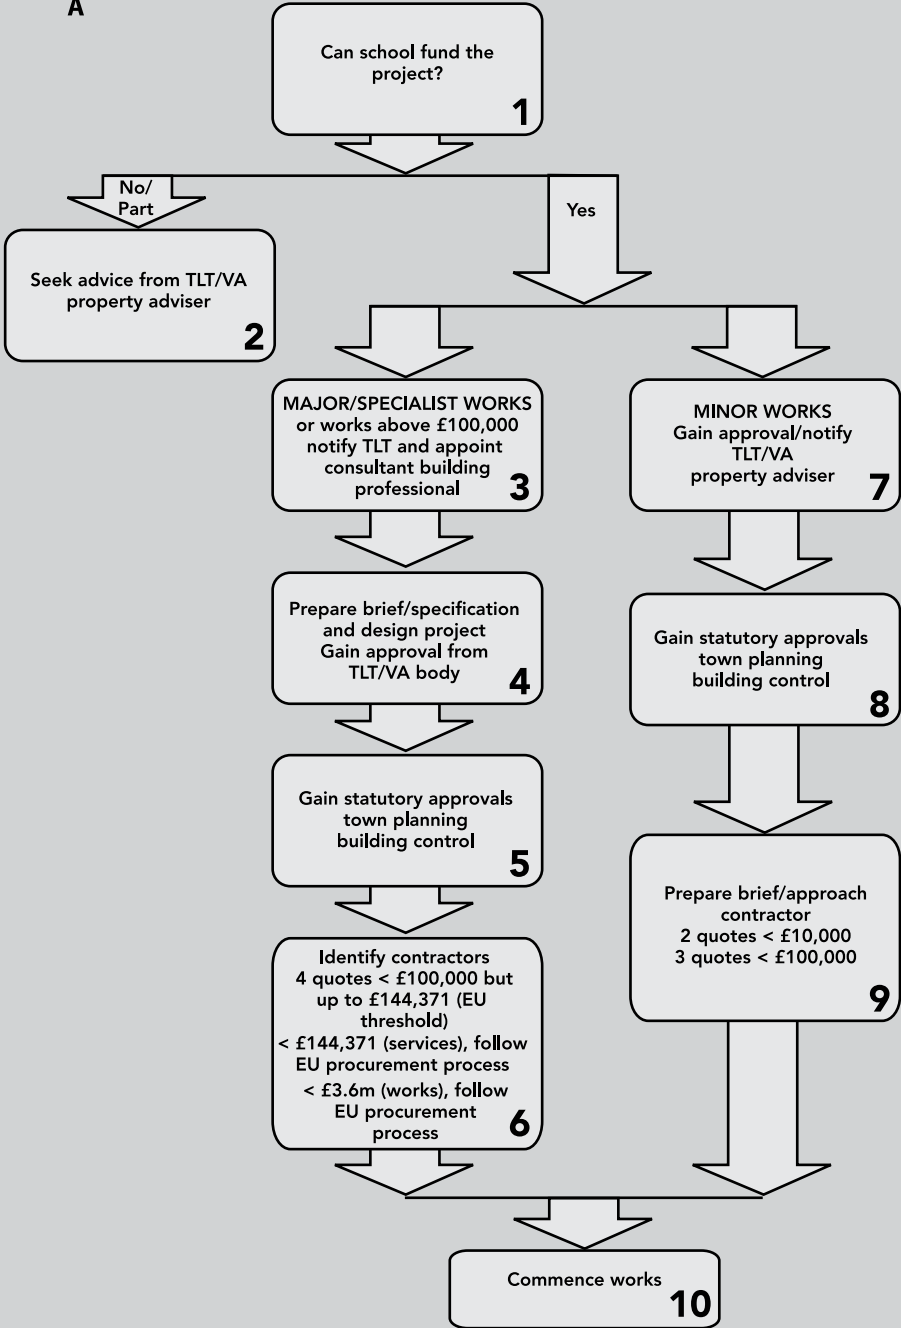 A
Can school fund the
project?
1
No/
Part
Yes
Seek advice from TLT/VA
property adviser
2
MAJOR/SPECIALIST WORKS
or works above £100,000
notify TLT and appoint
consultant building
professional
3
MINOR WORKS
Gain approval/notify
TLT/VA
property adviser
7
Prepare brief/specification
and design project
Gain approval from
TLT/VA body
4
Gain statutory approvals
town planning
building control
8
Gain statutory approvals
town planning
building control
5
Prepare brief/approach
contractor
2 quotes < £10,000
3 quotes < £100,000
9
Identify contractors
4 quotes < £100,000 but
up to £144,371 (EU
threshold)
< £144,371 (services), follow
EU procurement process
< £3.6m (works), follow
EU procurement
process
6
Commence works
10